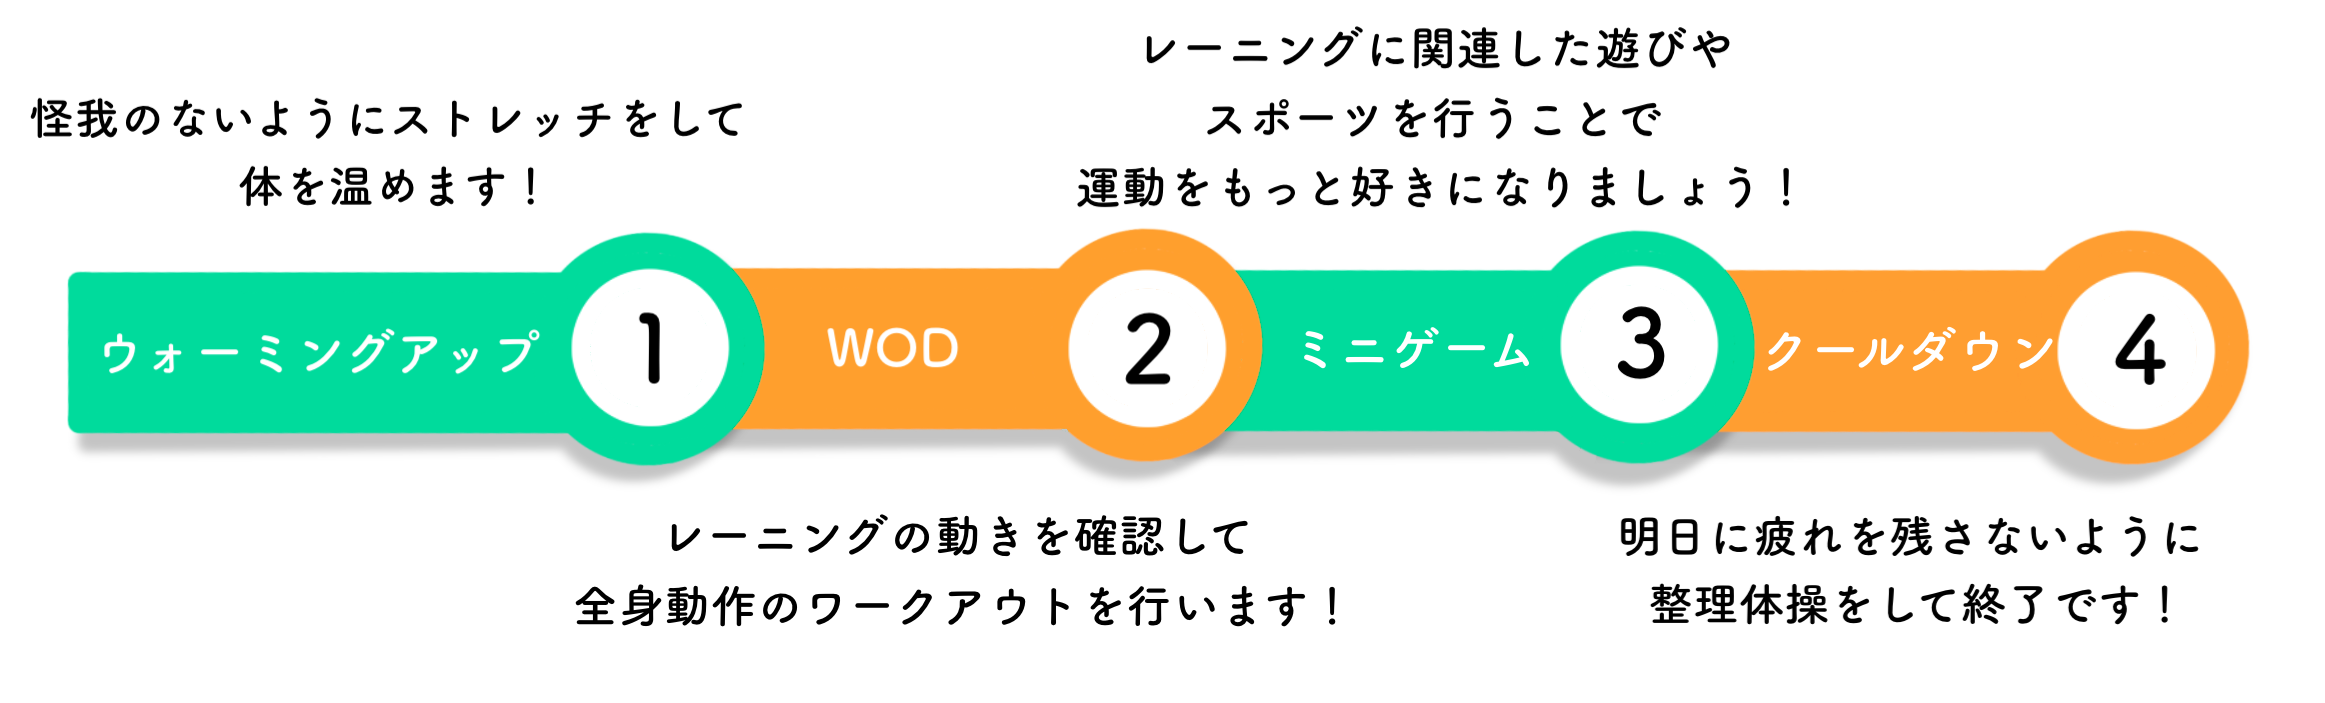 怪我のないようにストレッチをして
体を温めます！
ウォーミングアップ
1
WOD
2
レーニングの動きを確認して
全身動作のワークアウトを行います！
レーニングに関連した遊びや
スポーツを行うことで
運動をもっと好きになりましょう！
ミニゲーム
3
クールダウン
4
明日に疲れを残さないように
整理体操をして終了です！